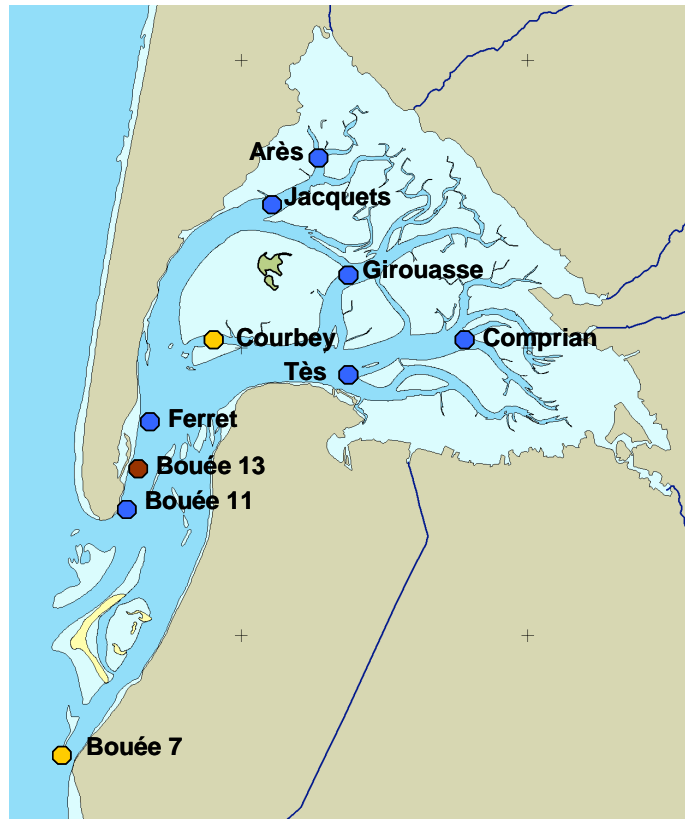 Arès
Jacquets
Girouasse
Courbey
Comprian
Tès
Ferret
Bouée 13
Bouée 11
Bouée 7